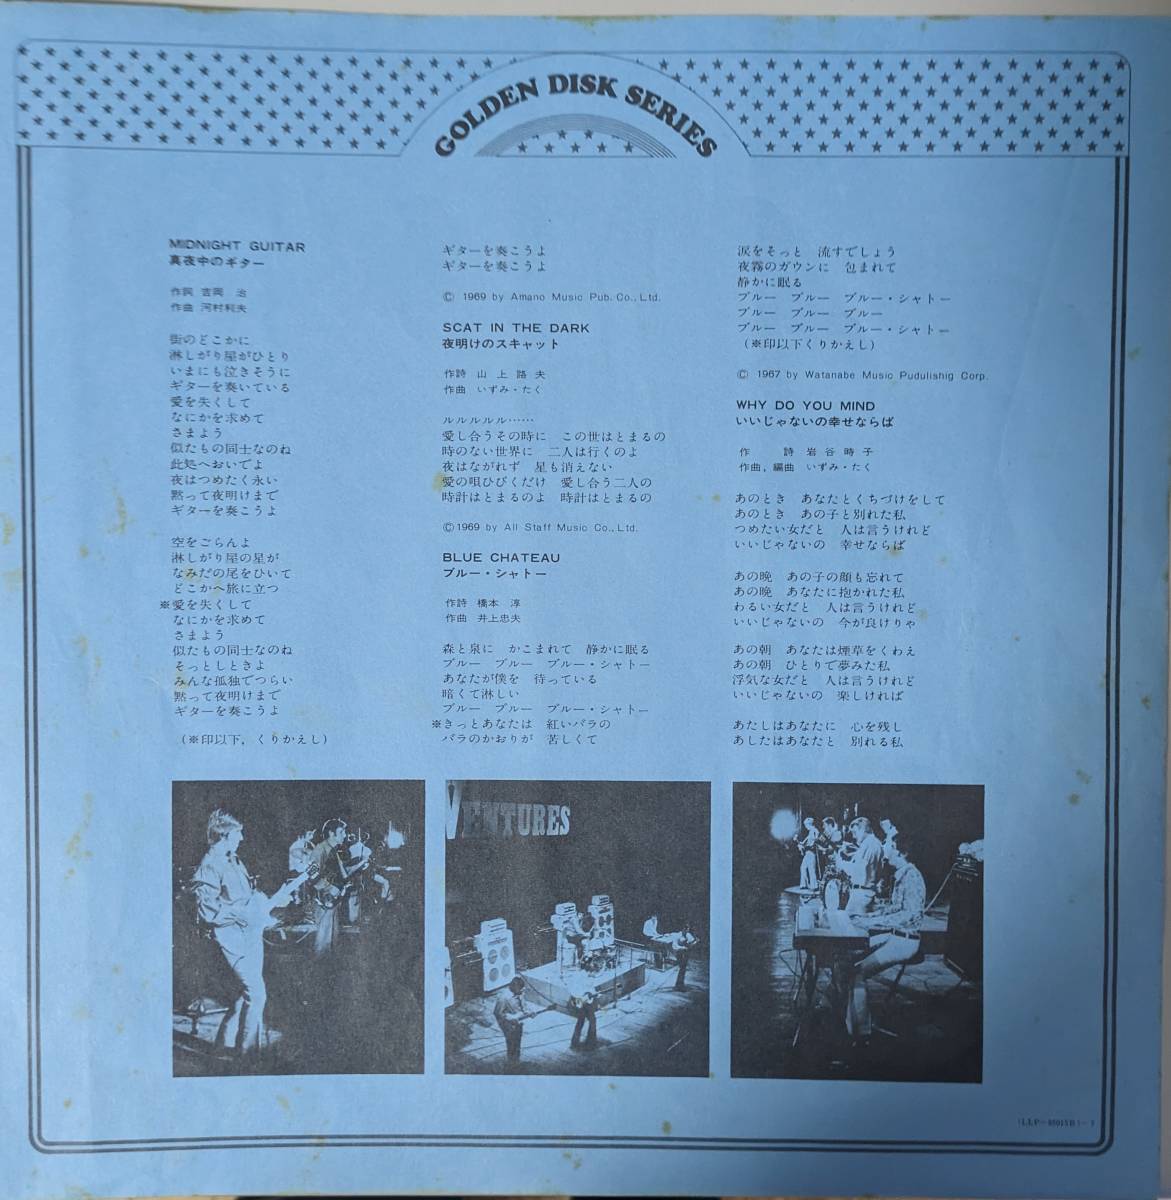 GOLDEN DISK SERIES
MIDNIGHT GUITAR
真夜中のギター
作詞 吉岡 治
作曲 河村利夫
街のどこかに
淋しがり屋がひとり
いまにも泣きそうに
ギターを奏いている
愛を失くして
なにかを求めて
さまよう
似たもの同士なのね
此処へおいでよ
夜はつめたく永い
黙って夜明けまで
ギターを奏こうよ
空をごらんよ
淋しがり屋の星が
なみだの尾をひいて
どこかへ旅に立つ
※愛を失くして
なにかを求めて
さまよう
似たもの同士なのね
そっとしときよ
みんな孤独でつらい
黙って夜明けまで
ギターを奏こうよ
(※印以下,くりかえし)
ギターを奏こうよ
ギターを奏こうよ
© 1969 by Amano Music Pub. Co., Ltd.
SCAT IN THE DARK
夜明けのスキャット
作詩 山上路夫
作曲 いずみ・たく
ルルルルル……
愛し合うその時に この世はとまるの
時のない世界に 二人は行くのよ
夜はながれず 星も消えない
愛の唄ひびくだけ 愛し合う二人の
時計はとまるのよ 時計はとまるの
©1969 by All Staff Music Co., Ltd.
BLUE CHATEAU
ブルー・シャトー
作詩 橋本 淳
作曲 井上忠夫
森と泉に かこまれて 静かに眠る
ブルー ブルー ブルー・シャトー
あなたが僕を 待っている
暗くて淋しい
ブルー ブルー ブルー・シャトー
※きっとあなたは 紅いバラの
バラのかおりが 苦しくて
涙をそっと 流すでしょう
夜霧のガウンに 包まれて
静かに眠る
ブルー ブルー ブルー・シャトー
ブルー ブルー ブルー
ブルー ブルー ブルー・シャトー
(※印以下くりかえし)
© 1967 by Watanabe Music Pudulishig Corp.
WHY DO YOU MIND
いいじゃないの幸せならば
作 詩 岩谷時子
作曲,編曲 いずみ・たく
あのとき あなたとくちづけをして
あのとき あの子と別れた私
つめたい女だと 人は言うけれど
いいじゃないの 幸せならば
あの晩 あの子の顔も忘れて
あの晩 あなたに抱かれた私
わるい女だと 人は言うけれど
いいじゃないの 今が良けりゃ
あの朝 あなたは煙草をくわえ
あの朝 ひとりで夢みた私
浮気な女だと 人は言うけれど
いいじゃないの 楽しければ
あたしはあなたに 心を残し
あしたはあなたと 別れる私
VENTURES